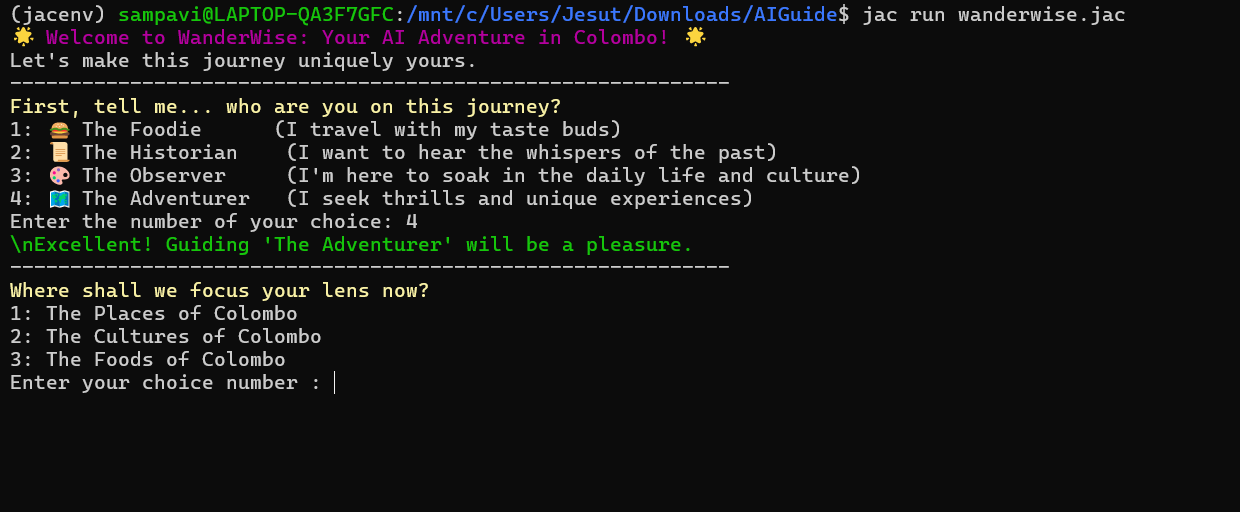 (jacenv) sampavi@LAPTOP-QA3F7GFC:/mnt/c/Users/Jesut/Downloads/AIGuide$ jac run wanderwise.jac
🌟 Welcome to WanderWise: Your AI Adventure in Colombo! 🌟
Let's make this journey uniquely yours.
------------------------------------------------------------
First, tell me... who are you on this journey?
1: 🍔 The Foodie      (I travel with my taste buds)
2: 📜 The Historian    (I want to hear the whispers of the past)
3: 🎨 The Observer     (I'm here to soak in the daily life and culture)
4: 🗺️ The Adventurer   (I seek thrills and unique experiences)
Enter the number of your choice: 4
\nExcellent! Guiding 'The Adventurer' will be a pleasure.
------------------------------------------------------------
Where shall we focus your lens now?
1: The Places of Colombo
2: The Cultures of Colombo
3: The Foods of Colombo
Enter your choice number :